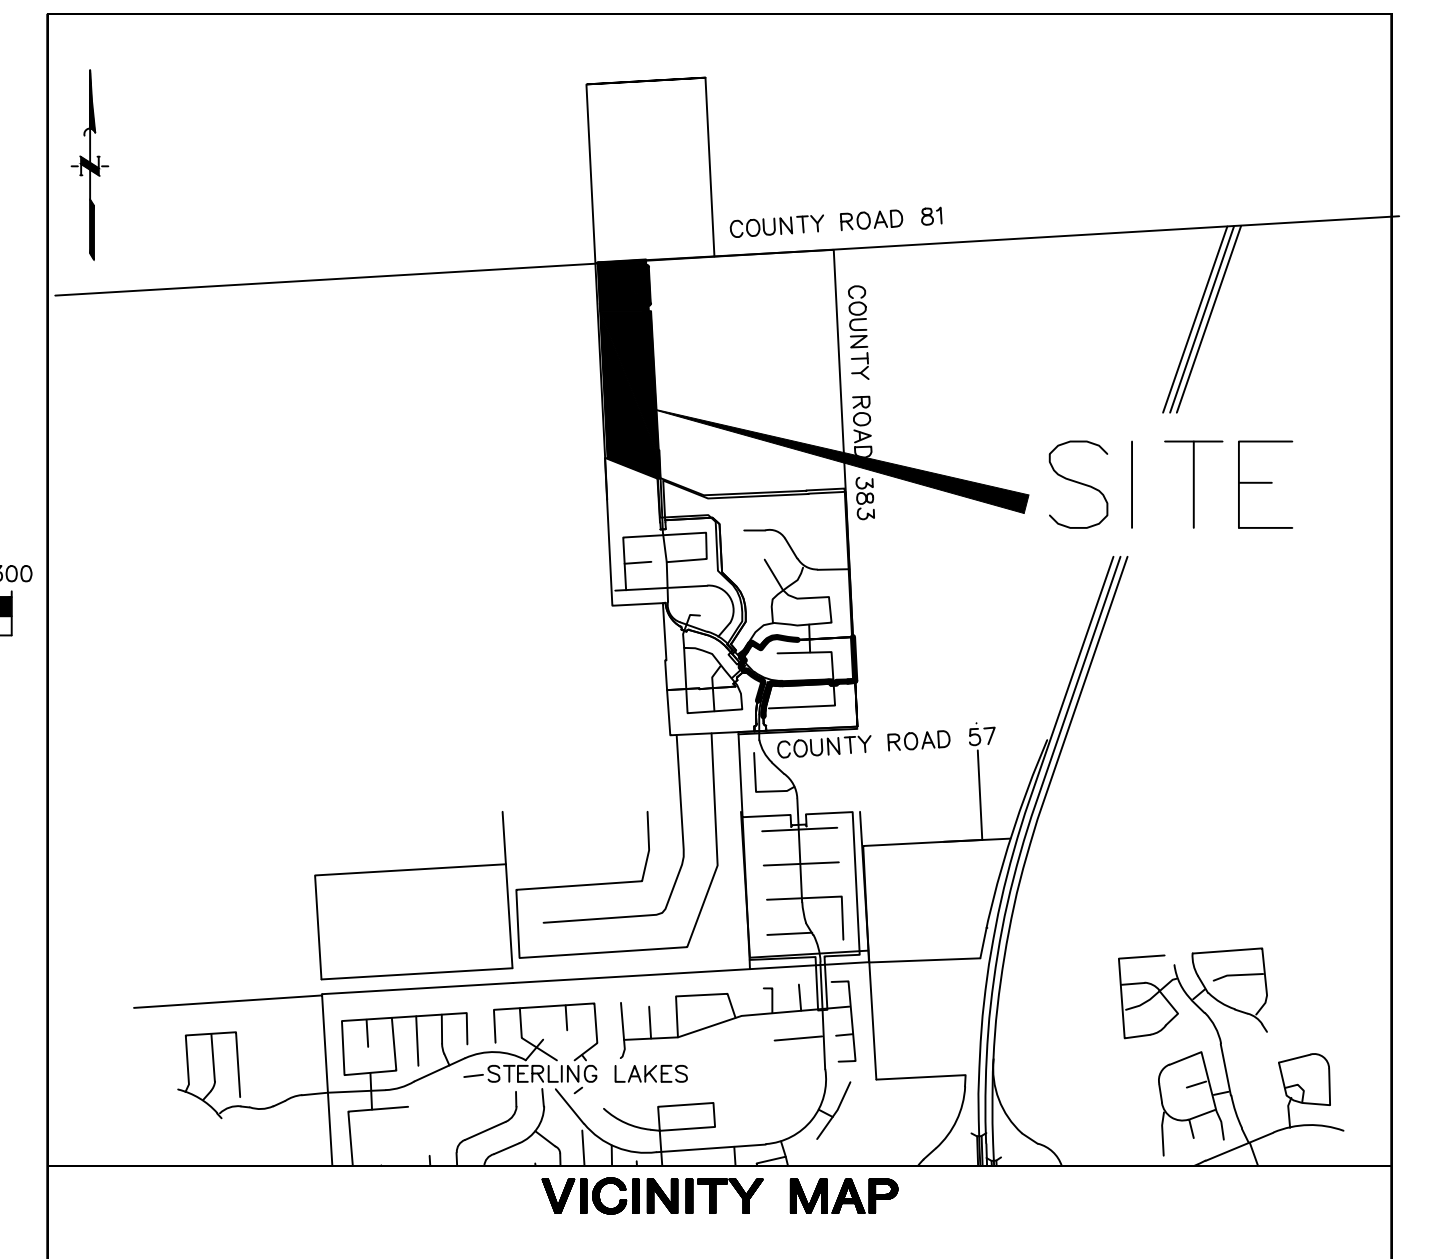 N
COUNTY ROAD 81
COUNTY ROAD 383
SITE
COUNTY ROAD 57
STERLING LAKES
VICINITY MAP